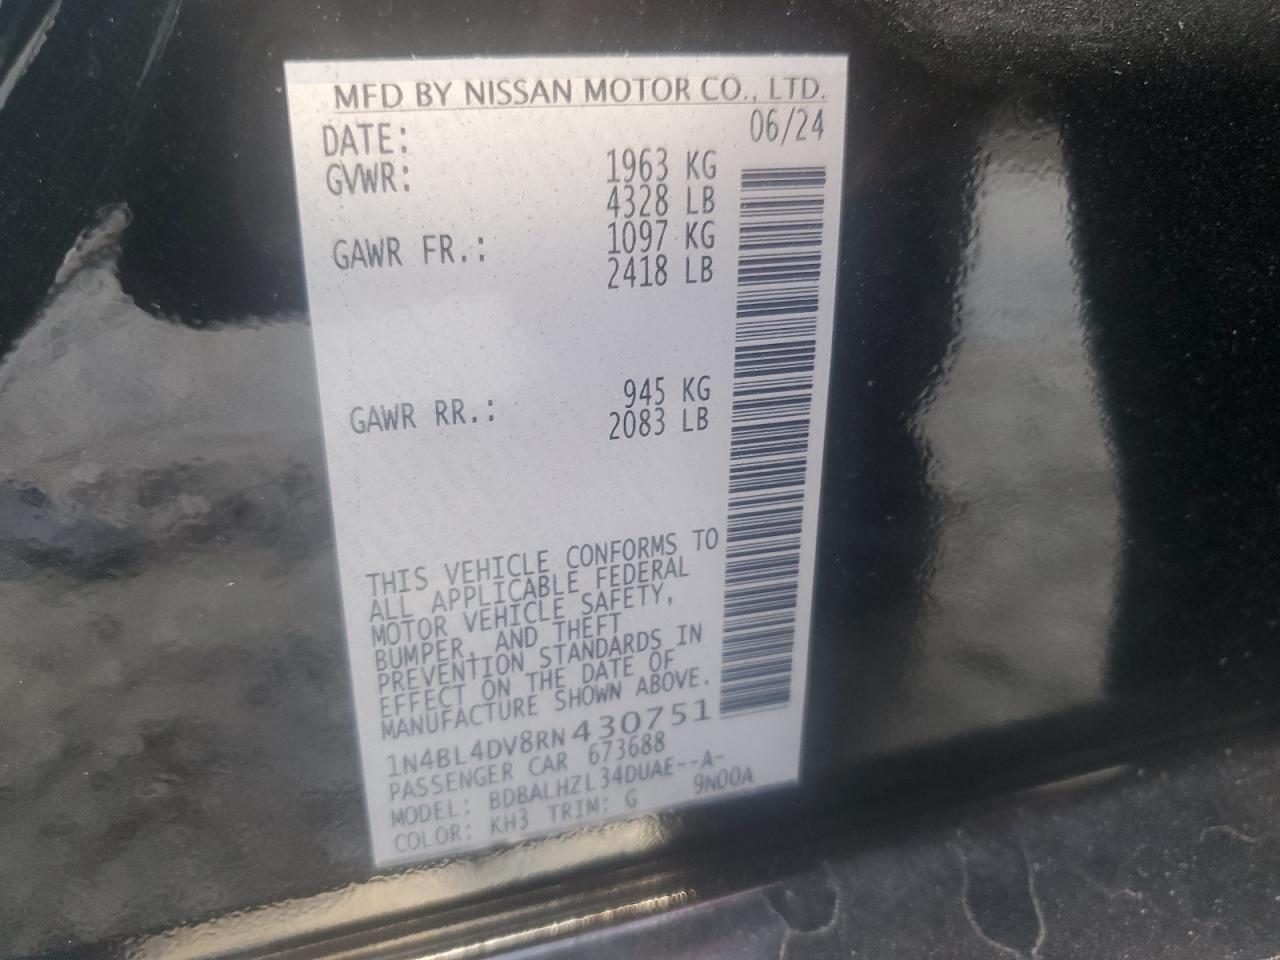 MFD BY NISSAN MOTOR CO., LTD.
DATE: 06/24
GVWR: 1963 KG
4328 LB
GAWR FR.: 1097 KG
2418 LB
GAWR RR.: 945 KG
2083 LB
THIS VEHICLE CONFORMS TO
ALL APPLICABLE FEDERAL
MOTOR VEHICLE SAFETY,
BUMPER, AND THEFT
PREVENTION STANDARDS IN
EFFECT ON THE DATE OF
MANUFACTURE SHOWN ABOVE.
1N4BL4DV8RN430751
PASSENGER CAR 673688
MODEL: BDBALHZL34DUAE--A-
COLOR: KH3 TRIM: G 9N00A